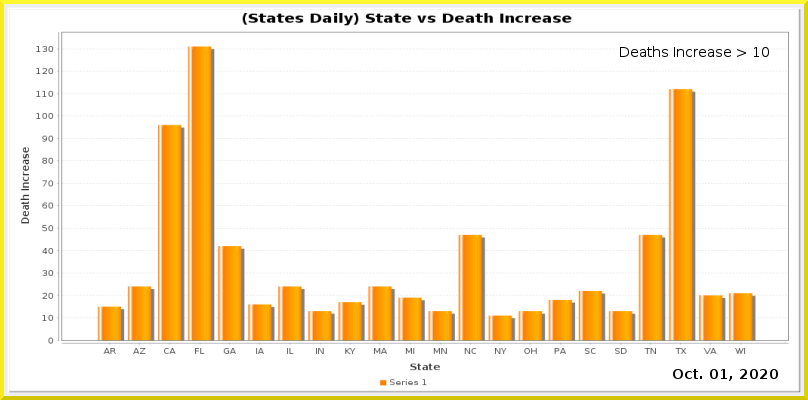 (States Daily) State vs Death Increase
Deaths Increase > 10
Death Increase
130
120
110
100
90
80
70
60
50
40
30
20
10
0
AR AZ CA FL GA IA IL IN KY MA MI MN NC NY OH PA SC SD TN TX VA WI
State
Series 1
Oct. 01, 2020